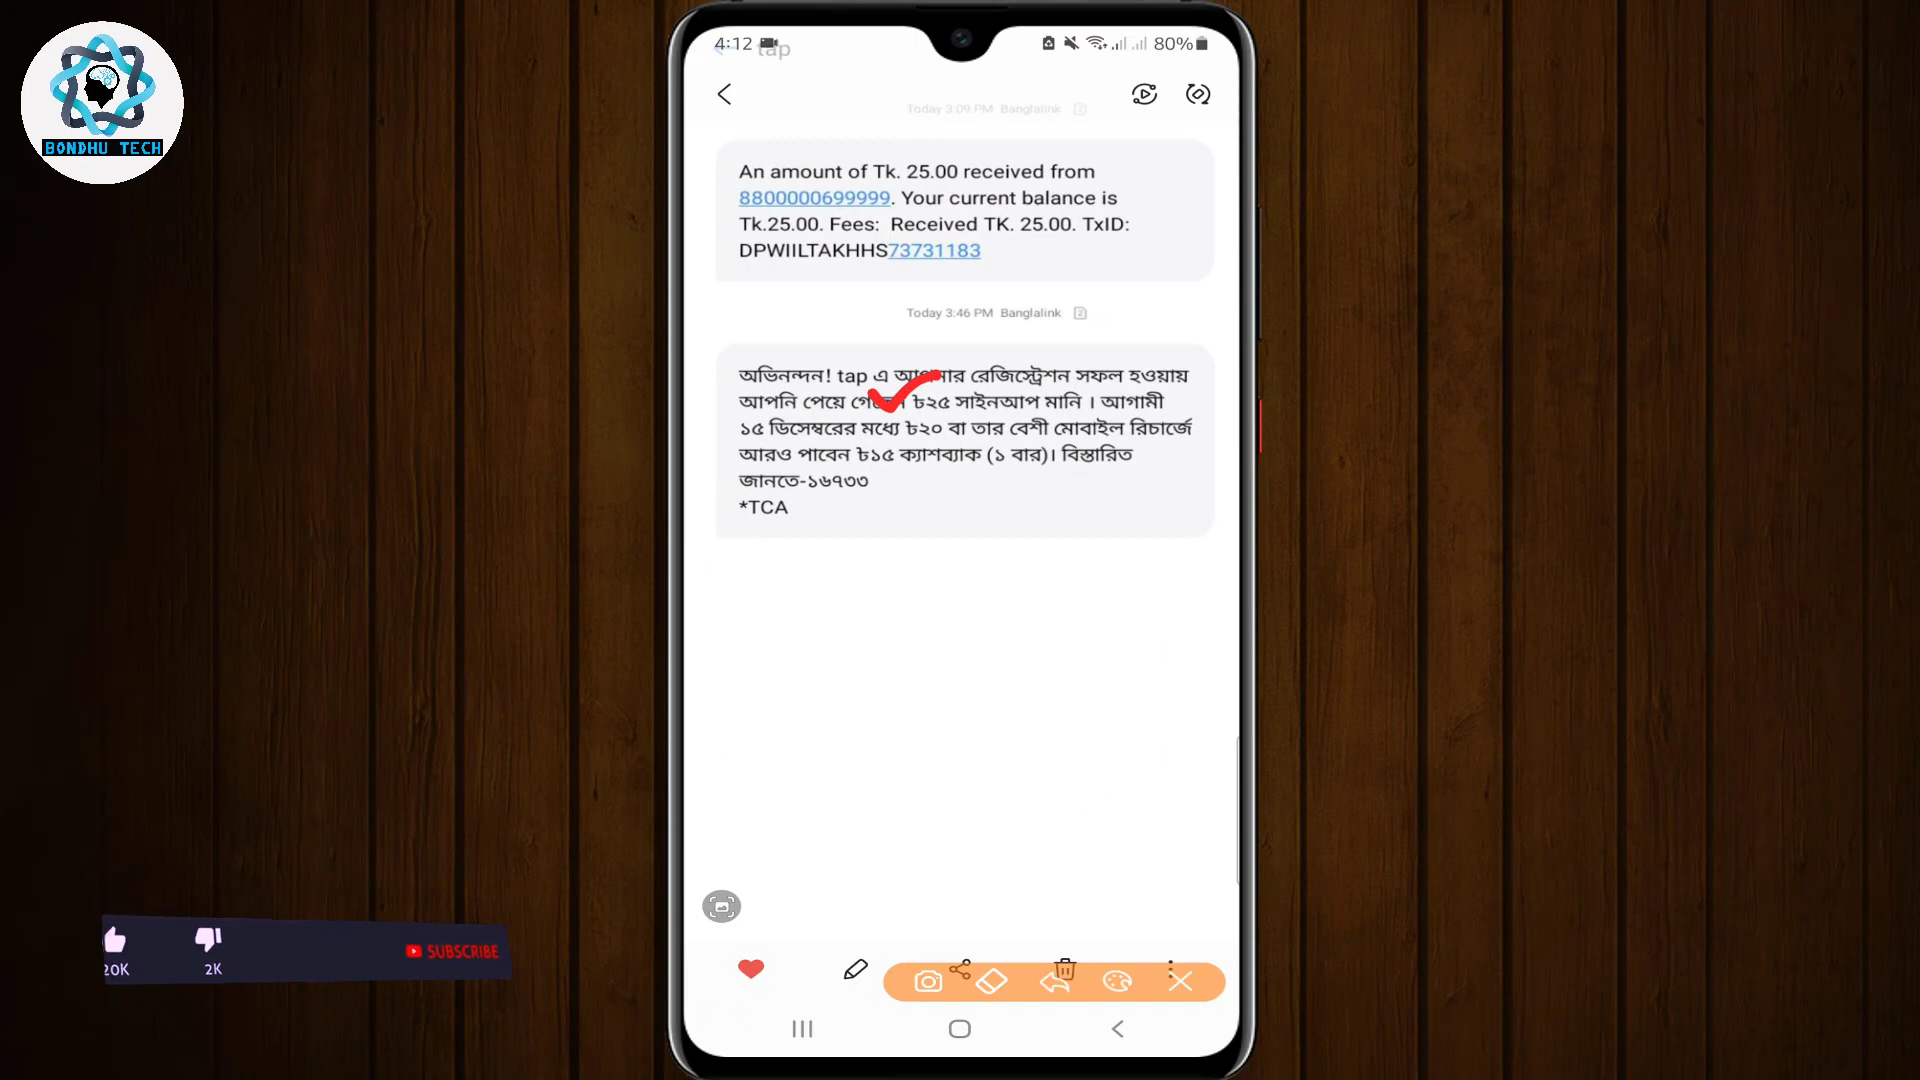 BONDHU TECH
4:12
80%
tap
Today 3:09 PM Banglalink 2
An amount of Tk. 25.00 received from
8800000699999. Your current balance is
Tk.25.00. Fees: Received TK. 25.00. TxID:
DPWIILTAKHHS73731183
Today 3:46 PM Banglalink 2
অভিনন্দন! tap এ আপনার রেজিস্ট্রেশন সফল হওয়ায়
আপনি পেয়ে গেলেন ৳২৫ সাইনআপ মানি । আগামী
১৫ ডিসেম্বরের মধ্যে ৳২০ বা তার বেশী মোবাইল রিচার্জে
আরও পাবেন ৳১৫ ক্যাশব্যাক (১ বার)। বিস্তারিত
জানতে-১৬৭৩৩
*TCA
20K
2K
SUBSCRIBE